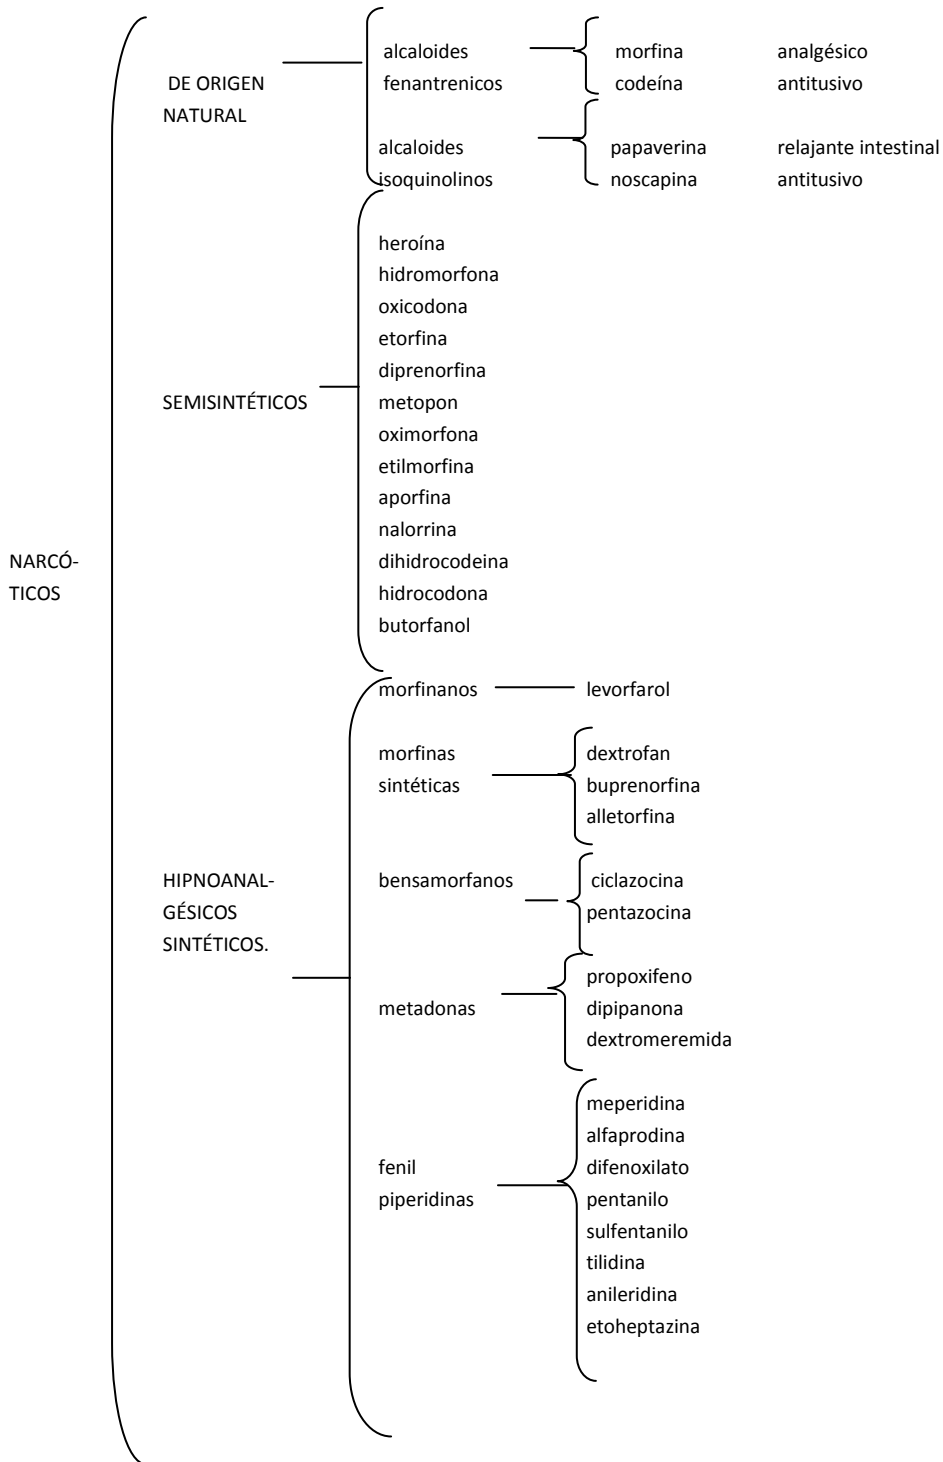 NARCÓ-
TICOS
DE ORIGEN
NATURAL
alcaloides
fenantrenicos
morfina analgésico
codeína antitusivo
alcaloides
isoquinolinos
papaverina relajante intestinal
noscapina antitusivo
SEMISINTÉTICOS
heroína
hidromorfona
oxicodona
etorfina
diprenorfina
metopon
oximorfona
etilmorfina
aporfina
nalorrina
dihidrocodeina
hidrocodona
butorfanol
HIPNOANAL-
GÉSICOS
SINTÉTICOS.
morfinanos
levorfarol
morfinas
sintéticas
dextrofan
buprenorfina
alletorfina
bensamorfanos
ciclazocina
pentazocina
metadonas
propoxifeno
dipipanona
dextromeremida
fenil
piperidinas
meperidina
alfaprodina
difenoxilato
pentanilo
sulfentanilo
tilidina
anileridina
etoheptazina